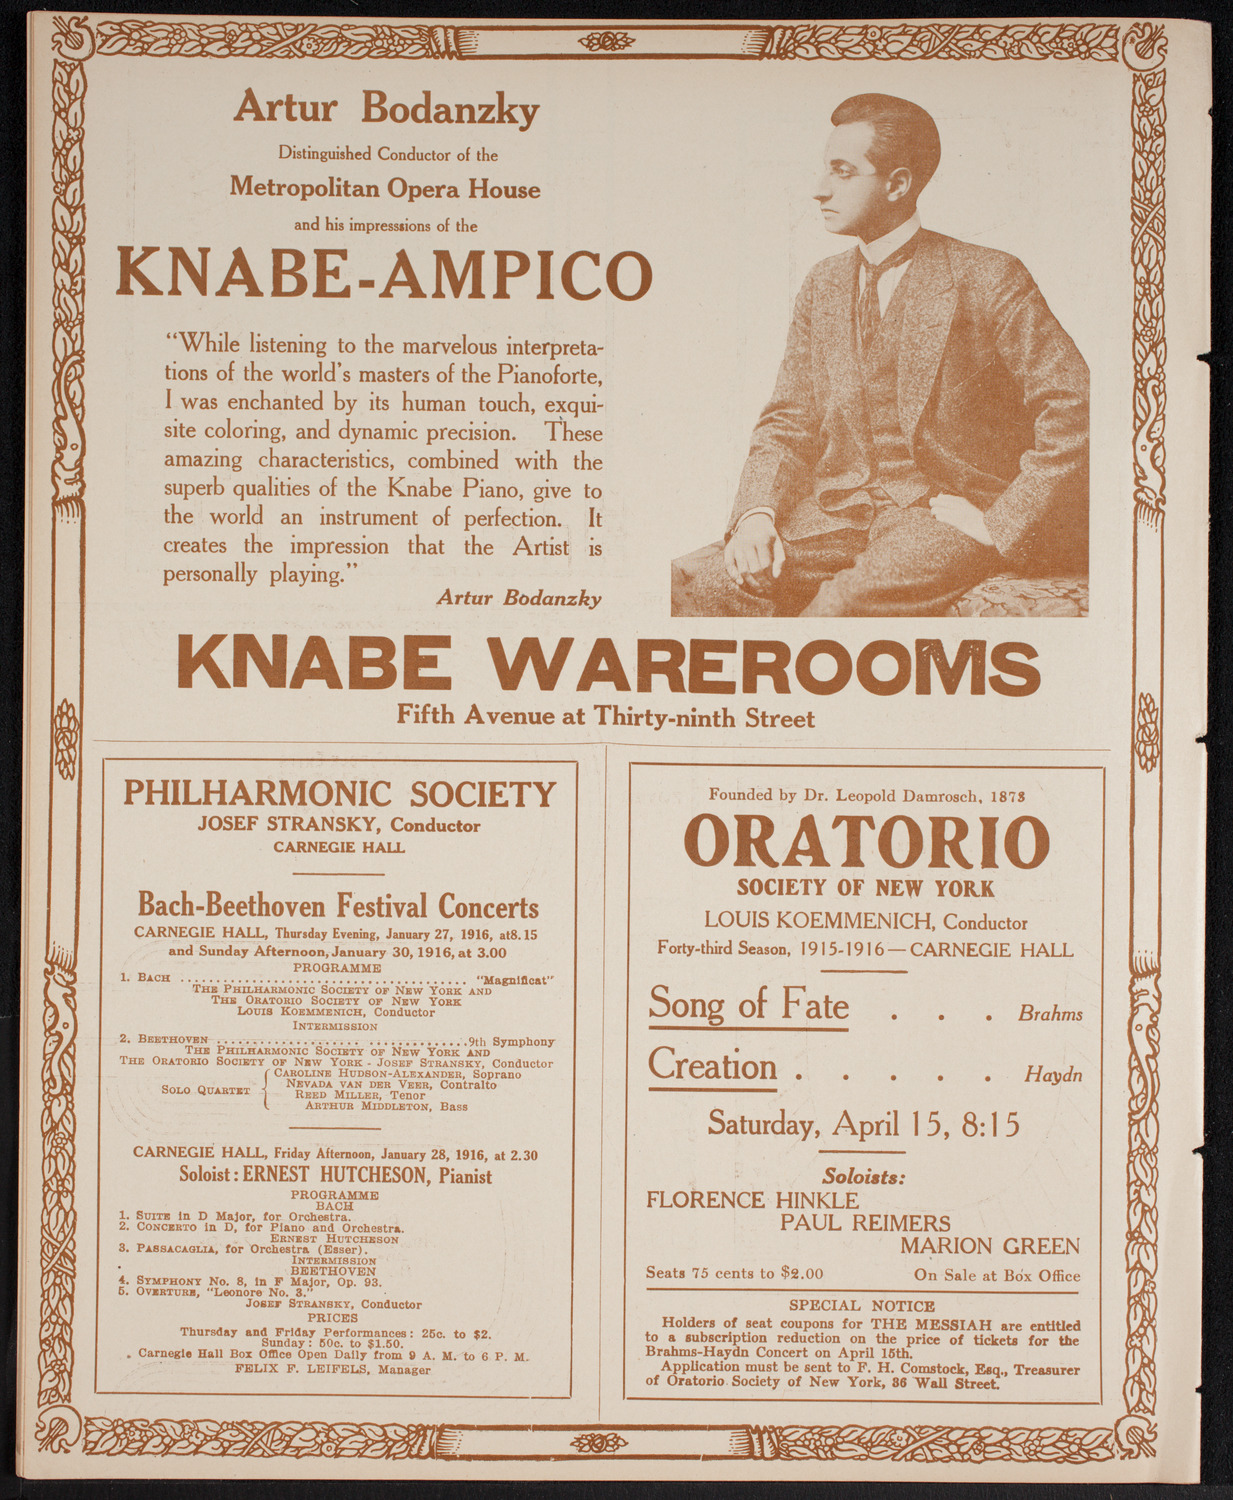 Artur Bodanzky
Distinguished Conductor of the
Metropolitan Opera House
and his impresssions of the
KNABE-AMPICO
“While listening to the marvelous interpreta-
tions of the world's masters of the Pianoforte,
I was enchanted by its human touch, exqui-
site coloring, and dynamic precision. These
amazing characteristics, combined with the
superb qualities of the Knabe Piano, give to
the world an instrument of perfection. It
creates the impression that the Artist is
personally playing.”
Artur Bodanzky
KNABE WAREROOMS
Fifth Avenue at Thirty-ninth Street
PHILHARMONIC SOCIETY
JOSEF STRANSKY, Conductor
CARNEGIE HALL
Bach-Beethoven Festival Concerts
CARNEGIE HALL, Thursday Evening, January 27, 1916, at 8.15
and Sunday Afternoon, January 30, 1916, at 3.00
PROGRAMME
1. BACH ........................................ "Magnificat"
THE PHILHARMONIC SOCIETY OF NEW YORK AND
THE ORATORIO SOCIETY OF NEW YORK
LOUIS KOEMMENICH, Conductor
INTERMISSION
2. BEETHOVEN ........................................ 9th Symphony
THE PHILHARMONIC SOCIETY OF NEW YORK AND
THE ORATORIO SOCIETY OF NEW YORK - JOSEF STRANSKY, Conductor
SOLO QUARTET { CAROLINE HUDSON-ALEXANDER, Soprano
NEVADA VAN DER VEER, Contralto
REED MILLER, Tenor
ARTHUR MIDDLETON, Bass
CARNEGIE HALL, Friday Afternoon, January 28, 1916, at 2.30
Soloist: ERNEST HUTCHESON, Pianist
PROGRAMME
BACH
1. SUITE in D Major, for Orchestra.
2. CONCERTO in D, for Piano and Orchestra.
ERNEST HUTCHESON
3. PASSACAGLIA, for Orchestra (Esser).
INTERMISSION
BEETHOVEN
4. SYMPHONY No. 8, in F Major, Op. 93.
5. OVERTURE, "Leonore No. 3."
JOSEF STRANSKY, Conductor
PRICES
Thursday and Friday Performances: 25c. to $2.
Sunday: 50c. to $1.50.
Carnegie Hall Box Office Open Daily from 9 A. M. to 6 P. M.
FELIX F. LEIFELS, Manager
Founded by Dr. Leopold Damrosch, 1873
ORATORIO
SOCIETY OF NEW YORK
LOUIS KOEMMENICH, Conductor
Forty-third Season, 1915-1916—CARNEGIE HALL
Song of Fate . . . Brahms
Creation . . . . . Haydn
Saturday, April 15, 8:15
Soloists:
FLORENCE HINKLE
PAUL REIMERS
MARION GREEN
Seats 75 cents to $2.00 On Sale at Box Office
SPECIAL NOTICE
Holders of seat coupons for THE MESSIAH are entitled
to a subscription reduction on the price of tickets for the
Brahms-Haydn Concert on April 15th.
Application must be sent to F. H. Comstock, Esq., Treasurer
of Oratorio Society of New York, 36 Wall Street.